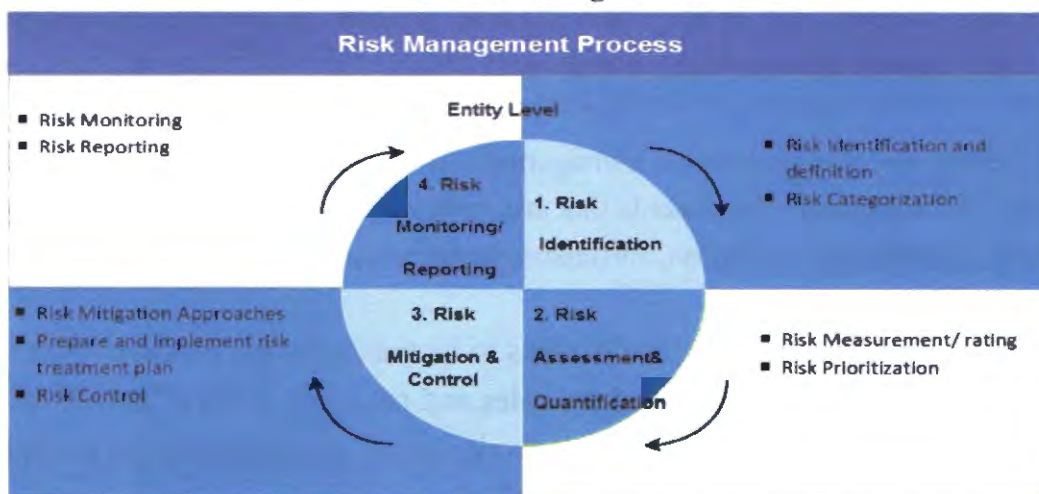 Risk Management Process
Entity Level
▪ Risk Monitoring
▪ Risk Reporting
▪ Risk Identification and
definition
▪ Risk Categorization
4. Risk
Monitoring/
Reporting
1. Risk
Identification
3. Risk
Mitigation &
Control
2. Risk
Assessment&
Quantification
▪ Risk Mitigation Approaches
▪ Prepare and implement risk
treatment plan
▪ Risk Control
▪ Risk Measurement/ rating
▪ Risk Prioritization